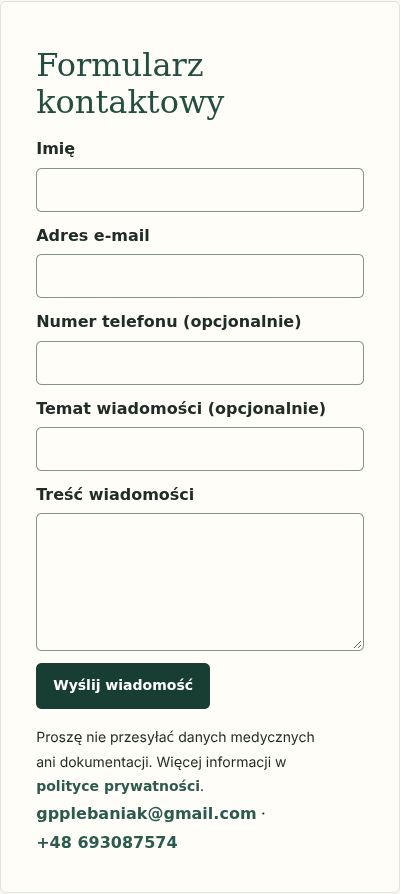 Formularz
kontaktowy
Imię
Adres e-mail
Numer telefonu (opcjonalnie)
Temat wiadomości (opcjonalnie)
Treść wiadomości
Wyślij wiadomość
Proszę nie przesyłać danych medycznych
ani dokumentacji. Więcej informacji w
polityce prywatności.
gpplebaniak@gmail.com ·
+48 693087574